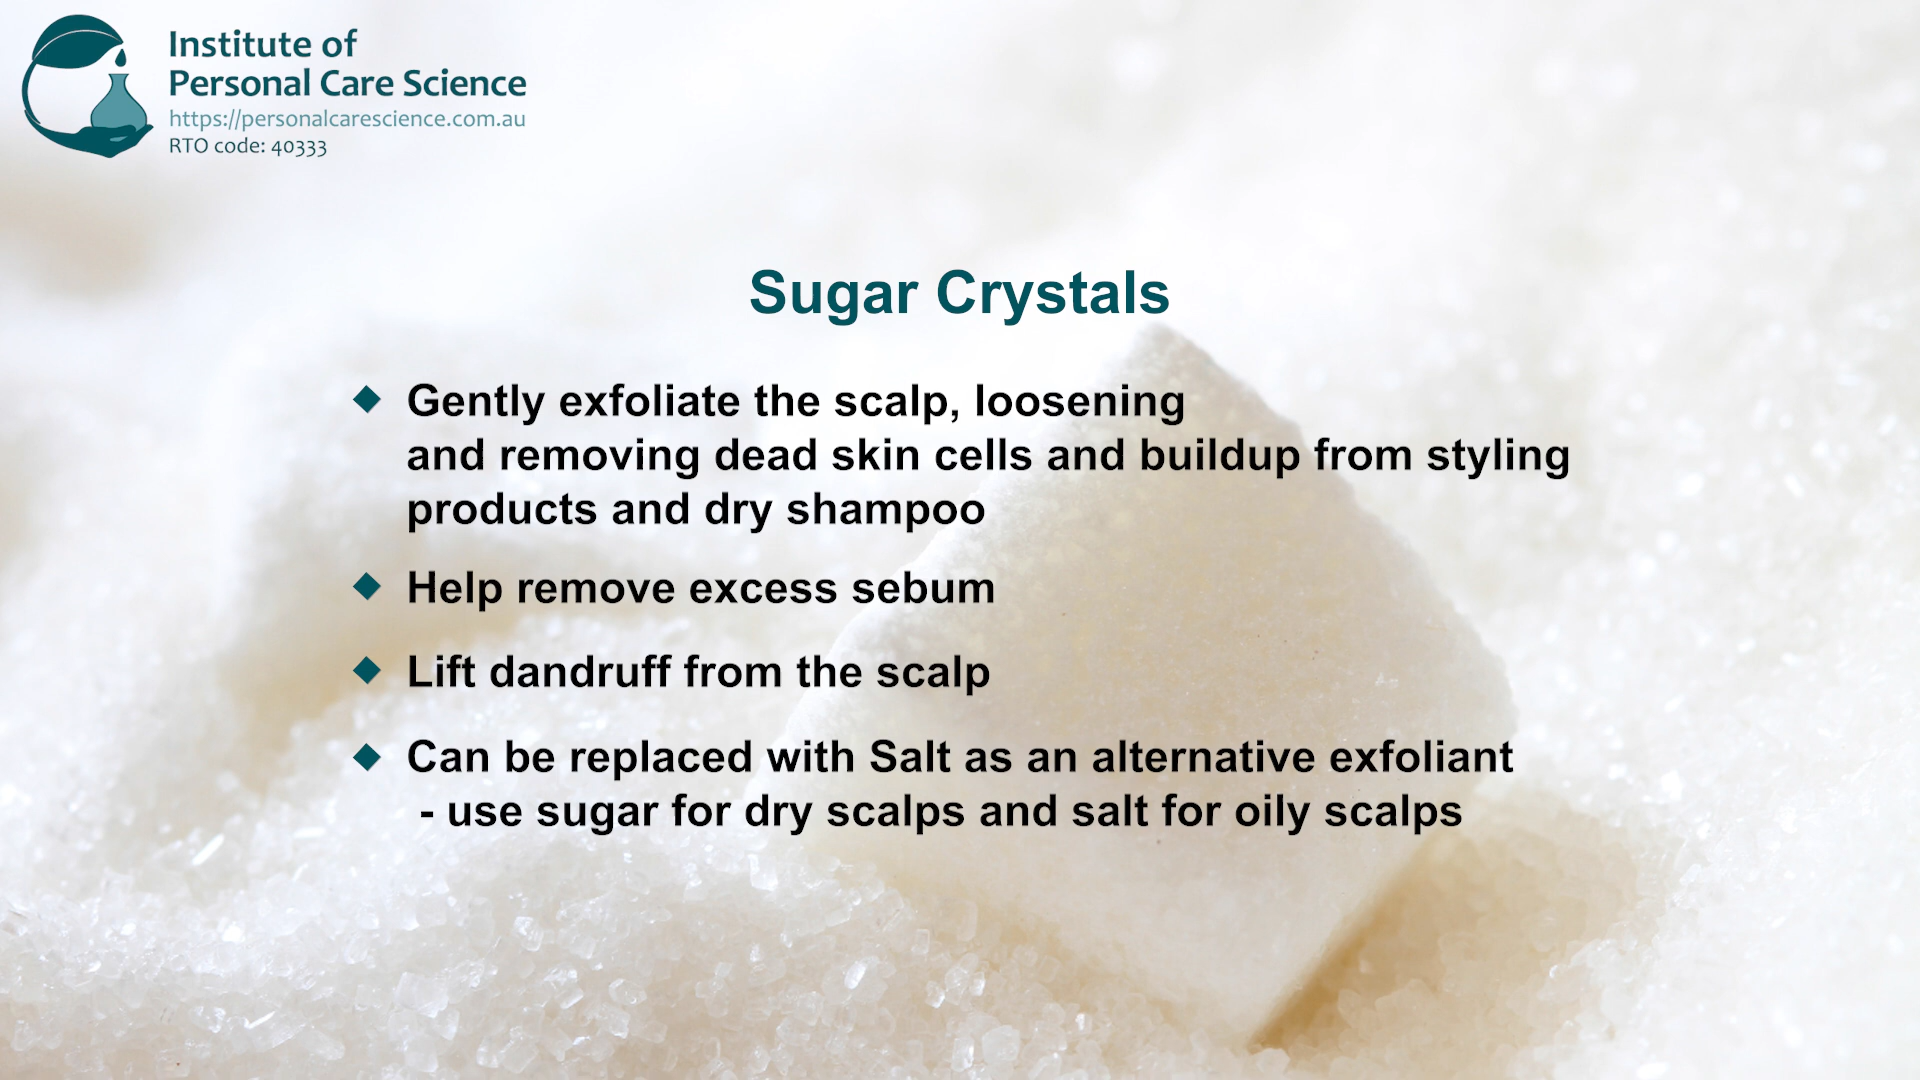 Institute of
Personal Care Science
https://personalcarescience.com.au
RTO code: 40333
Sugar Crystals
Gently exfoliate the scalp, loosening
and removing dead skin cells and buildup from styling
products and dry shampoo
Help remove excess sebum
Lift dandruff from the scalp
Can be replaced with Salt as an alternative exfoliant
- use sugar for dry scalps and salt for oily scalps